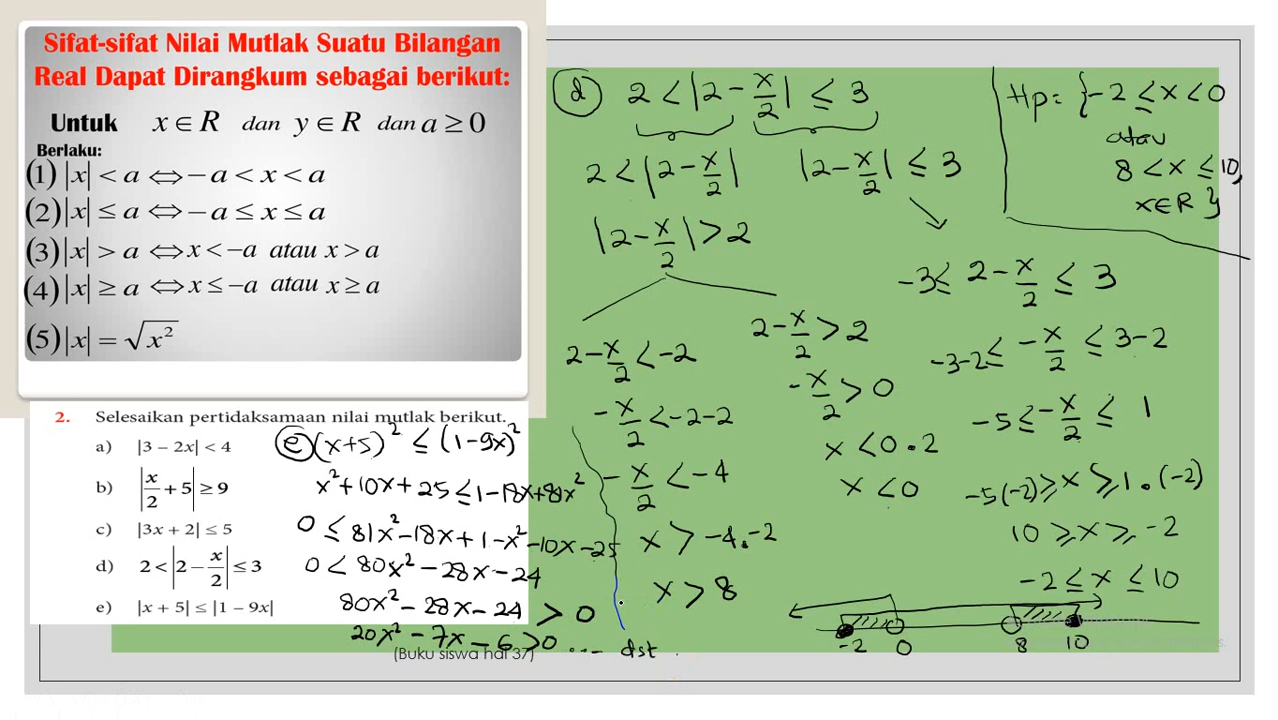 Sifat-sifat Nilai Mutlak Suatu Bilangan
Real Dapat Dirangkum sebagai berikut:
Untuk x ∈ R dan y ∈ R dan a ≥ 0
Berlaku:
(1) |x| < a ⇔ -a < x < a
(2) |x| ≤ a ⇔ -a ≤ x ≤ a
(3) |x| > a ⇔ x < -a atau x > a
(4) |x| ≥ a ⇔ x ≤ -a atau x ≥ a
(5) |x| = √x²
2. Selesaikan pertidaksamaan nilai mutlak berikut.
a) |3 - 2x| < 4
b) |x/2 + 5| ≥ 9
c) |3x + 2| ≤ 5
d) 2 < |2 - x/2| ≤ 3
e) |x + 5| ≤ |1 - 9x|
e (x+5)² ≤ (1-9x)²
x²+10x+25 ≤ 1-18x+81x²
0 ≤ 81x²-18x+1-x²-10x-25
0 < 80x²-28x-24
80x²-28x-24 > 0
20x²-7x-6>0 .... dst
(Buku siswa hal 37)
d 2 < |2 - x/2| ≤ 3
2 < |2-x/2|
|2-x/2| > 2
2-x/2 < -2
-x/2 < -2-2
-x/2 < -4
x > -4.-2
x > 8
2-x/2 > 2
-x/2 > 0
x < 0.2
x < 0
|2-x/2| ≤ 3
-3 ≤ 2-x/2 ≤ 3
-3-2 ≤ -x/2 ≤ 3-2
-5 ≤ -x/2 ≤ 1
-5(-2) ≥ x ≥ 1.(-2)
10 ≥ x ≥ -2
-2 ≤ x ≤ 10
-2 0 8 10
Hp = {-2 ≤ x < 0
atau
8 < x ≤ 10,
x∈R}